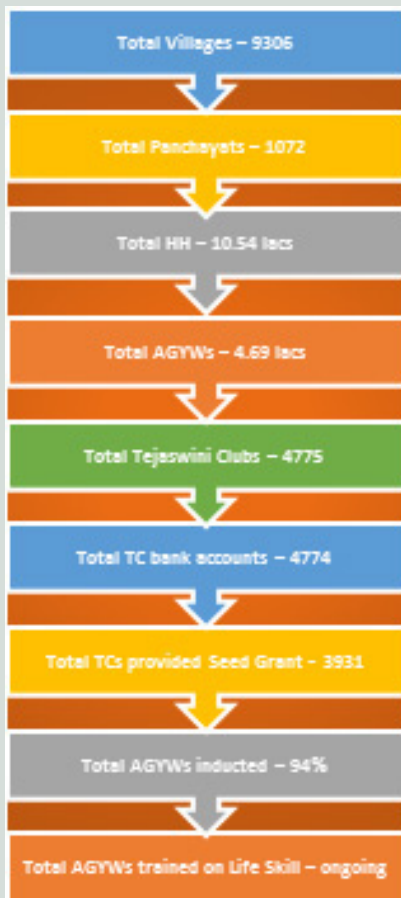 Total Villages – 9306
Total Panchayats – 1072
Total HH – 10.54 lacs
Total AGYWs – 4.69 lacs
Total Tejaswini Clubs – 4775
Total TC bank accounts – 4774
Total TCs provided Seed Grant – 3931
Total AGYWs inducted – 94%
Total AGYWs trained on Life Skill – ongoing